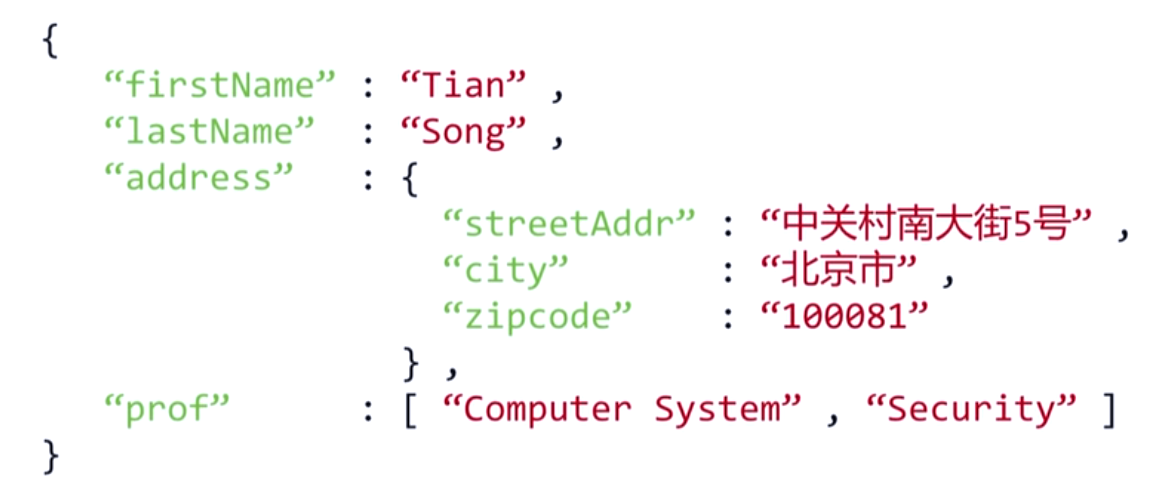 {
“firstName” : “Tian” ,
“lastName” : “Song” ,
“address” : {
“streetAddr” : “中关村南大街5号” ,
“city” : “北京市” ,
“zipcode” : “100081”
} ,
“prof” : [ “Computer System” , “Security” ]
}